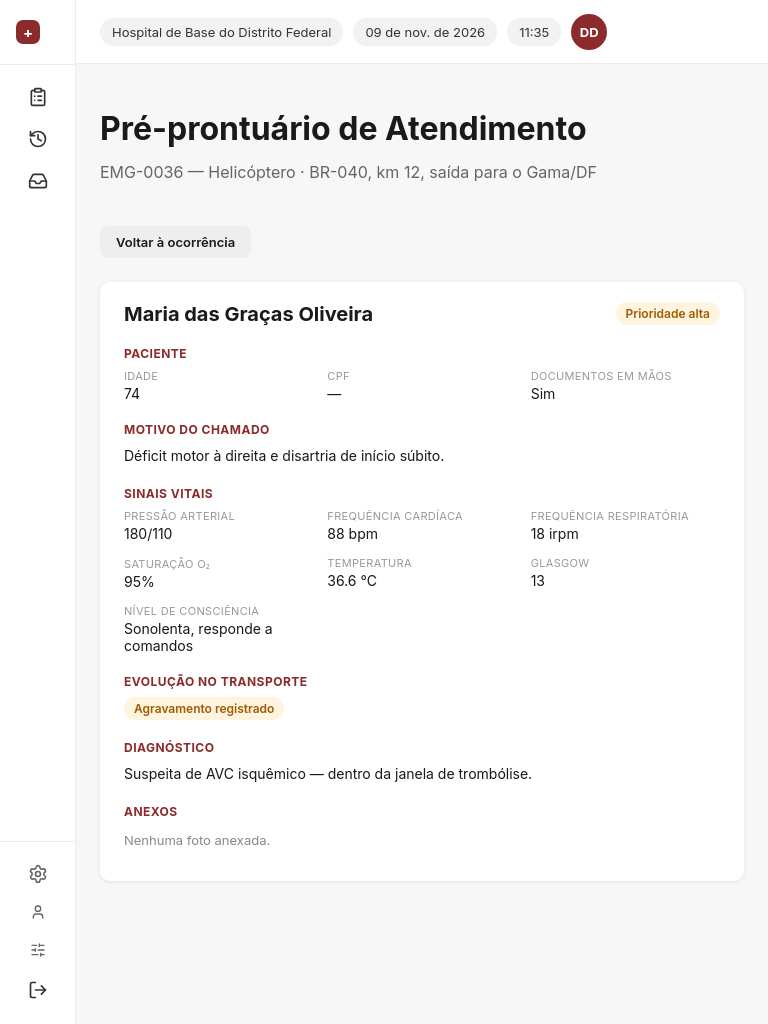 +
Hospital de Base do Distrito Federal
09 de nov. de 2026
11:35
DD
Pré-prontuário de Atendimento
EMG-0036 — Helicóptero · BR-040, km 12, saída para o Gama/DF
Voltar à ocorrência
Maria das Graças Oliveira
Prioridade alta
PACIENTE
IDADE
74
CPF
—
DOCUMENTOS EM MÃOS
Sim
MOTIVO DO CHAMADO
Déficit motor à direita e disartria de início súbito.
SINAIS VITAIS
PRESSÃO ARTERIAL
180/110
FREQUÊNCIA CARDÍACA
88 bpm
FREQUÊNCIA RESPIRATÓRIA
18 irpm
SATURAÇÃO O₂
95%
TEMPERATURA
36.6 °C
GLASGOW
13
NÍVEL DE CONSCIÊNCIA
Sonolenta, responde a
comandos
EVOLUÇÃO NO TRANSPORTE
Agravamento registrado
DIAGNÓSTICO
Suspeita de AVC isquêmico — dentro da janela de trombólise.
ANEXOS
Nenhuma foto anexada.